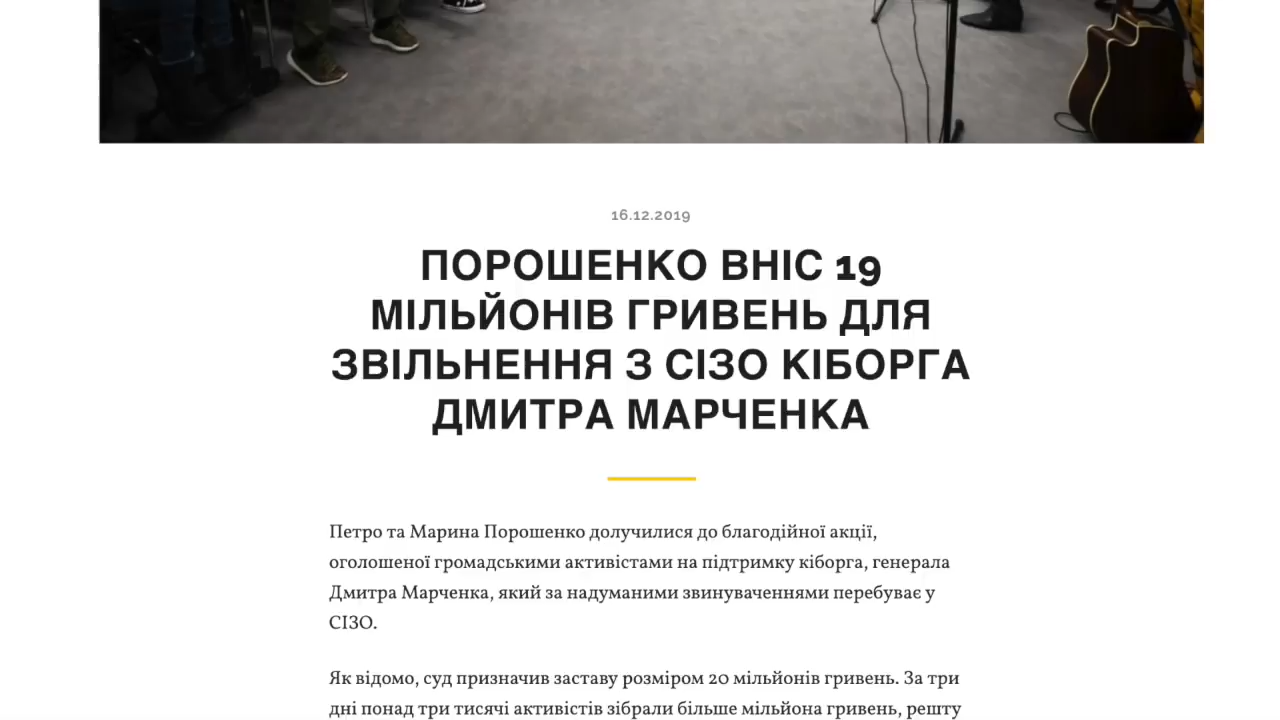 16.12.2019
ПОРОШЕНКО ВНІС 19
МІЛЬЙОНІВ ГРИВЕНЬ ДЛЯ
ЗВІЛЬНЕННЯ З СІЗО КІБОРГА
ДМИТРА МАРЧЕНКА
Петро та Марина Порошенко долучилися до благодійної акції,
оголошеної громадськими активістами на підтримку кіборга, генерала
Дмитра Марченка, який за надуманими звинуваченнями перебуває у
СІЗО.
Як відомо, суд призначив заставу розміром 20 мільйонів гривень. За три
дні понад три тисячі активістів зібрали більше мільйона гривень, решту